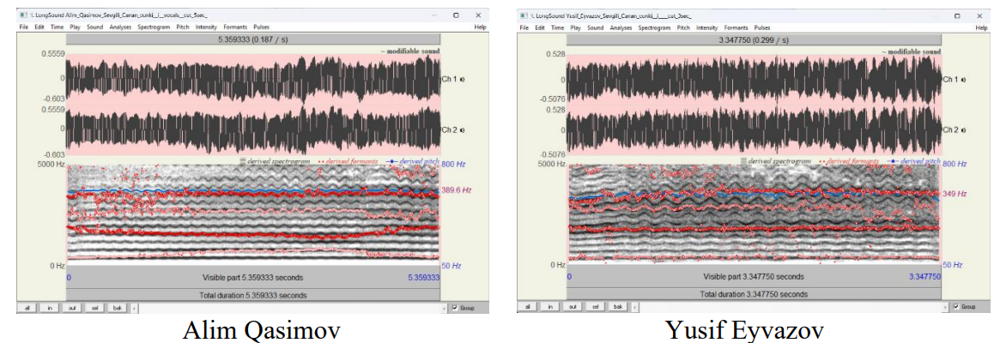 LongSound Alim_Qasimov_Sevgili_Canan_cunki__i__vocals__cut_5sec_
File Edit View Time Play Sound Analyses Spectrogram Pitch Intensity Formants Pulses Help
5.359333 (0.187 / s)
~ modifiable sound
0.5559
0
-0.603
Ch 1
0.5559
0
-0.603
Ch 2
derived spectrogram derived formants derived pitch
5000 Hz
800 Hz
389.6 Hz
0 Hz
50 Hz
0 Visible part 5.359333 seconds 5.359333
Total duration 5.359333 seconds
all in out sel bak Group
Alim Qasimov
LongSound Yusif_Eyvazov_Sevgili_Canan_cunki__i___cut_3sec_
File Edit View Time Play Sound Analyses Spectrogram Pitch Intensity Formants Pulses Help
3.347750 (0.299 / s)
~ modifiable sound
0.528
0
-0.5076
Ch 1
0.528
0
-0.5076
Ch 2
derived spectrogram derived formants derived pitch
5000 Hz
800 Hz
349 Hz
0 Hz
50 Hz
0 Visible part 3.347750 seconds 3.347750
Total duration 3.347750 seconds
all in out sel bak Group
Yusif Eyvazov